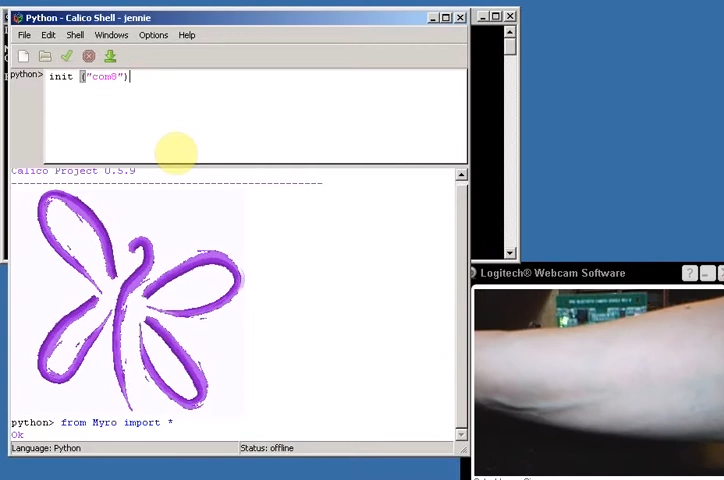 Python - Calico Shell - jennie
File Edit Shell Windows Options Help
python> init ("com8")
Calico Project 0.5.9
python> from Myro import *
Ok
Language: Python
Status: offline
Logitech® Webcam Software